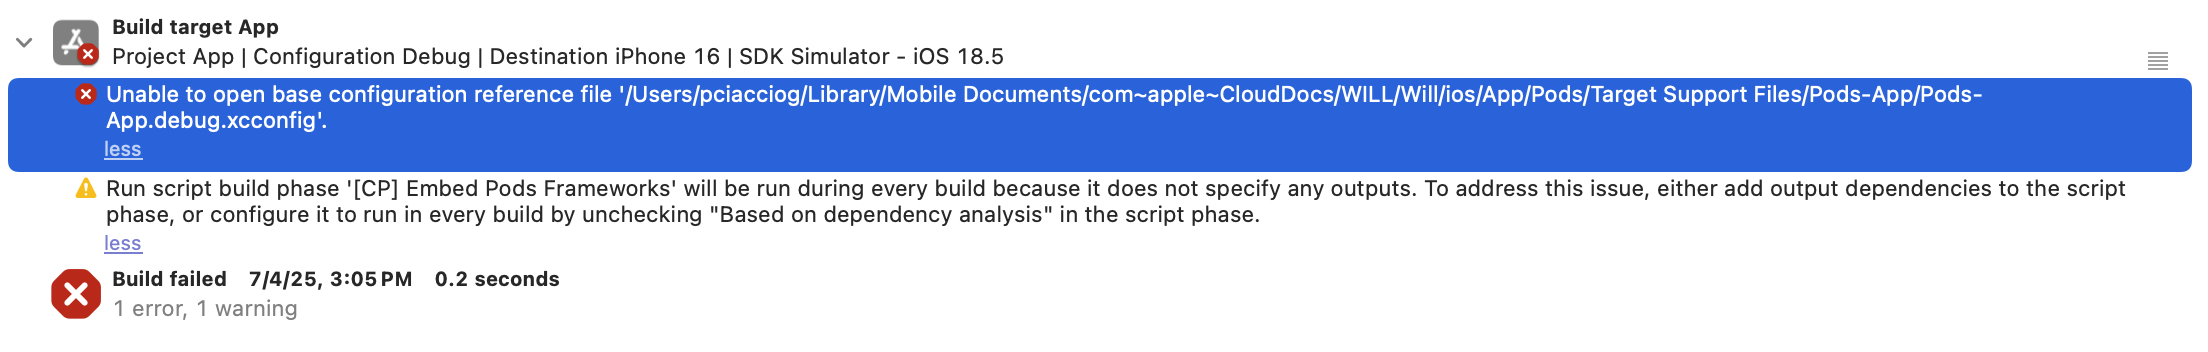 Build target App
Project App | Configuration Debug | Destination iPhone 16 | SDK Simulator - iOS 18.5
Unable to open base configuration reference file '/Users/pciacciog/Library/Mobile Documents/com~apple~CloudDocs/WILL/Will/ios/App/Pods/Target Support Files/Pods-App/Pods-
App.debug.xcconfig'.
less
Run script build phase '[CP] Embed Pods Frameworks' will be run during every build because it does not specify any outputs. To address this issue, either add output dependencies to the script
phase, or configure it to run in every build by unchecking "Based on dependency analysis" in the script phase.
less
Build failed 7/4/25, 3:05 PM 0.2 seconds
1 error, 1 warning